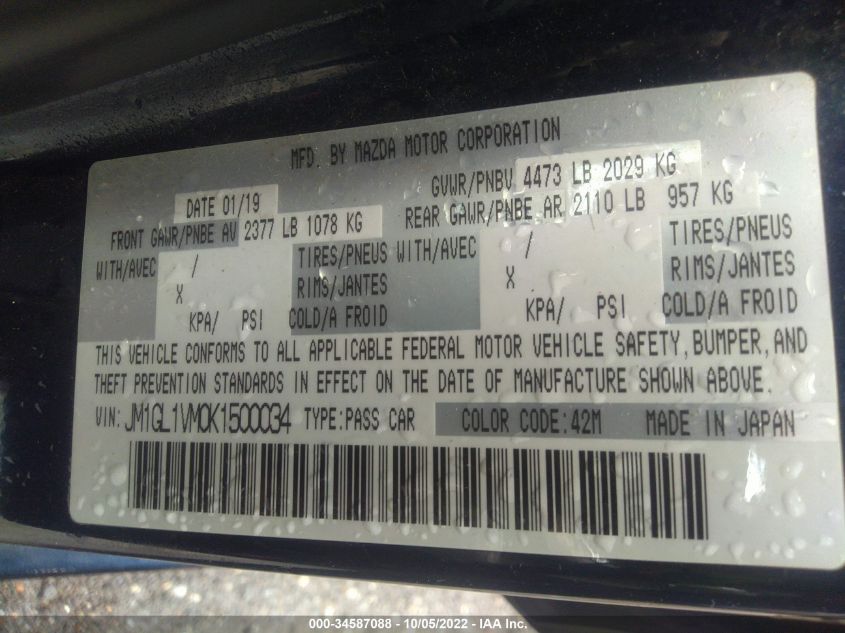 MFD. BY MAZDA MOTOR CORPORATION
DATE 01/19 GVWR/PNBV 4473 LB 2029 KG
FRONT GAWR/PNBE AV 2377 LB 1078 KG REAR GAWR/PNBE AR 2110 LB 957 KG
WITH/AVEC / TIRES/PNEUS WITH/AVEC / TIRES/PNEUS
X RIMS/JANTES X RIMS/JANTES
KPA/ PSI COLD/A FROID KPA/ PSI COLD/A FROID
THIS VEHICLE CONFORMS TO ALL APPLICABLE FEDERAL MOTOR VEHICLE SAFETY, BUMPER, AND
THEFT PREVENTION STANDARDS IN EFFECT ON THE DATE OF MANUFACTURE SHOWN ABOVE.
VIN: JM1GL1VM0K1500034 TYPE:PASS CAR COLOR CODE:42M MADE IN JAPAN
000-34587088 - 10/05/2022 - IAA Inc.